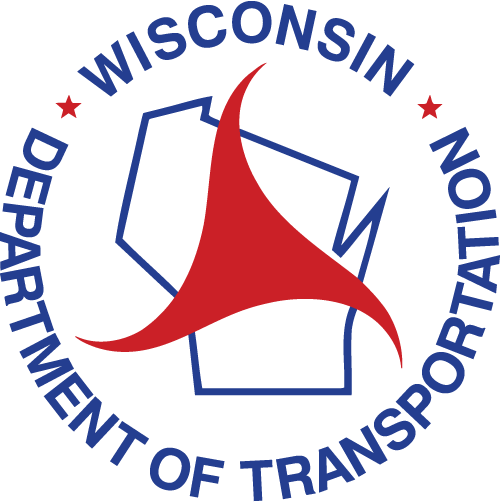 WISCONSIN
DEPARTMENT OF TRANSPORTATION